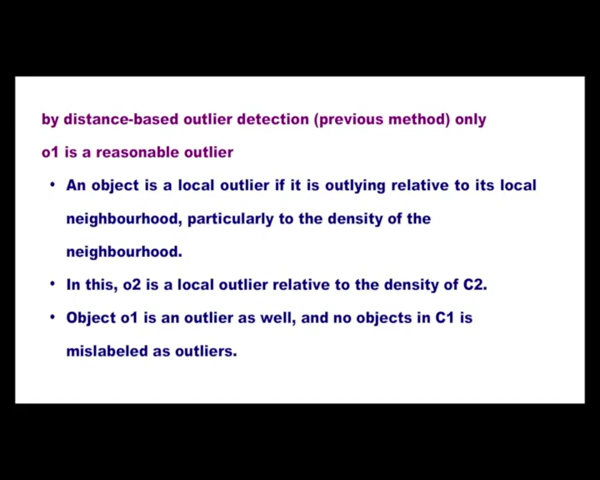 by distance-based outlier detection (previous method) only
o1 is a reasonable outlier
• An object is a local outlier if it is outlying relative to its local
neighbourhood, particularly to the density of the
neighbourhood.
• In this, o2 is a local outlier relative to the density of C2.
• Object o1 is an outlier as well, and no objects in C1 is
mislabeled as outliers.